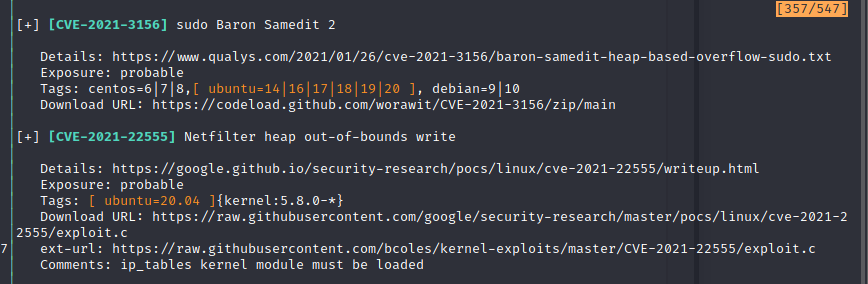 [357/547]
[+] [CVE-2021-3156] sudo Baron Samedit 2
Details: https://www.qualys.com/2021/01/26/cve-2021-3156/baron-samedit-heap-based-overflow-sudo.txt
Exposure: probable
Tags: centos=6|7|8,[ ubuntu=14|16|17|18|19|20 ], debian=9|10
Download URL: https://codeload.github.com/worawit/CVE-2021-3156/zip/main
[+] [CVE-2021-22555] Netfilter heap out-of-bounds write
Details: https://google.github.io/security-research/pocs/linux/cve-2021-22555/writeup.html
Exposure: probable
Tags: [ ubuntu=20.04 ]{kernel:5.8.0-*}
Download URL: https://raw.githubusercontent.com/google/security-research/master/pocs/linux/cve-2021-2
2555/exploit.c
7 ext-url: https://raw.githubusercontent.com/bcoles/kernel-exploits/master/CVE-2021-22555/exploit.c
Comments: ip_tables kernel module must be loaded